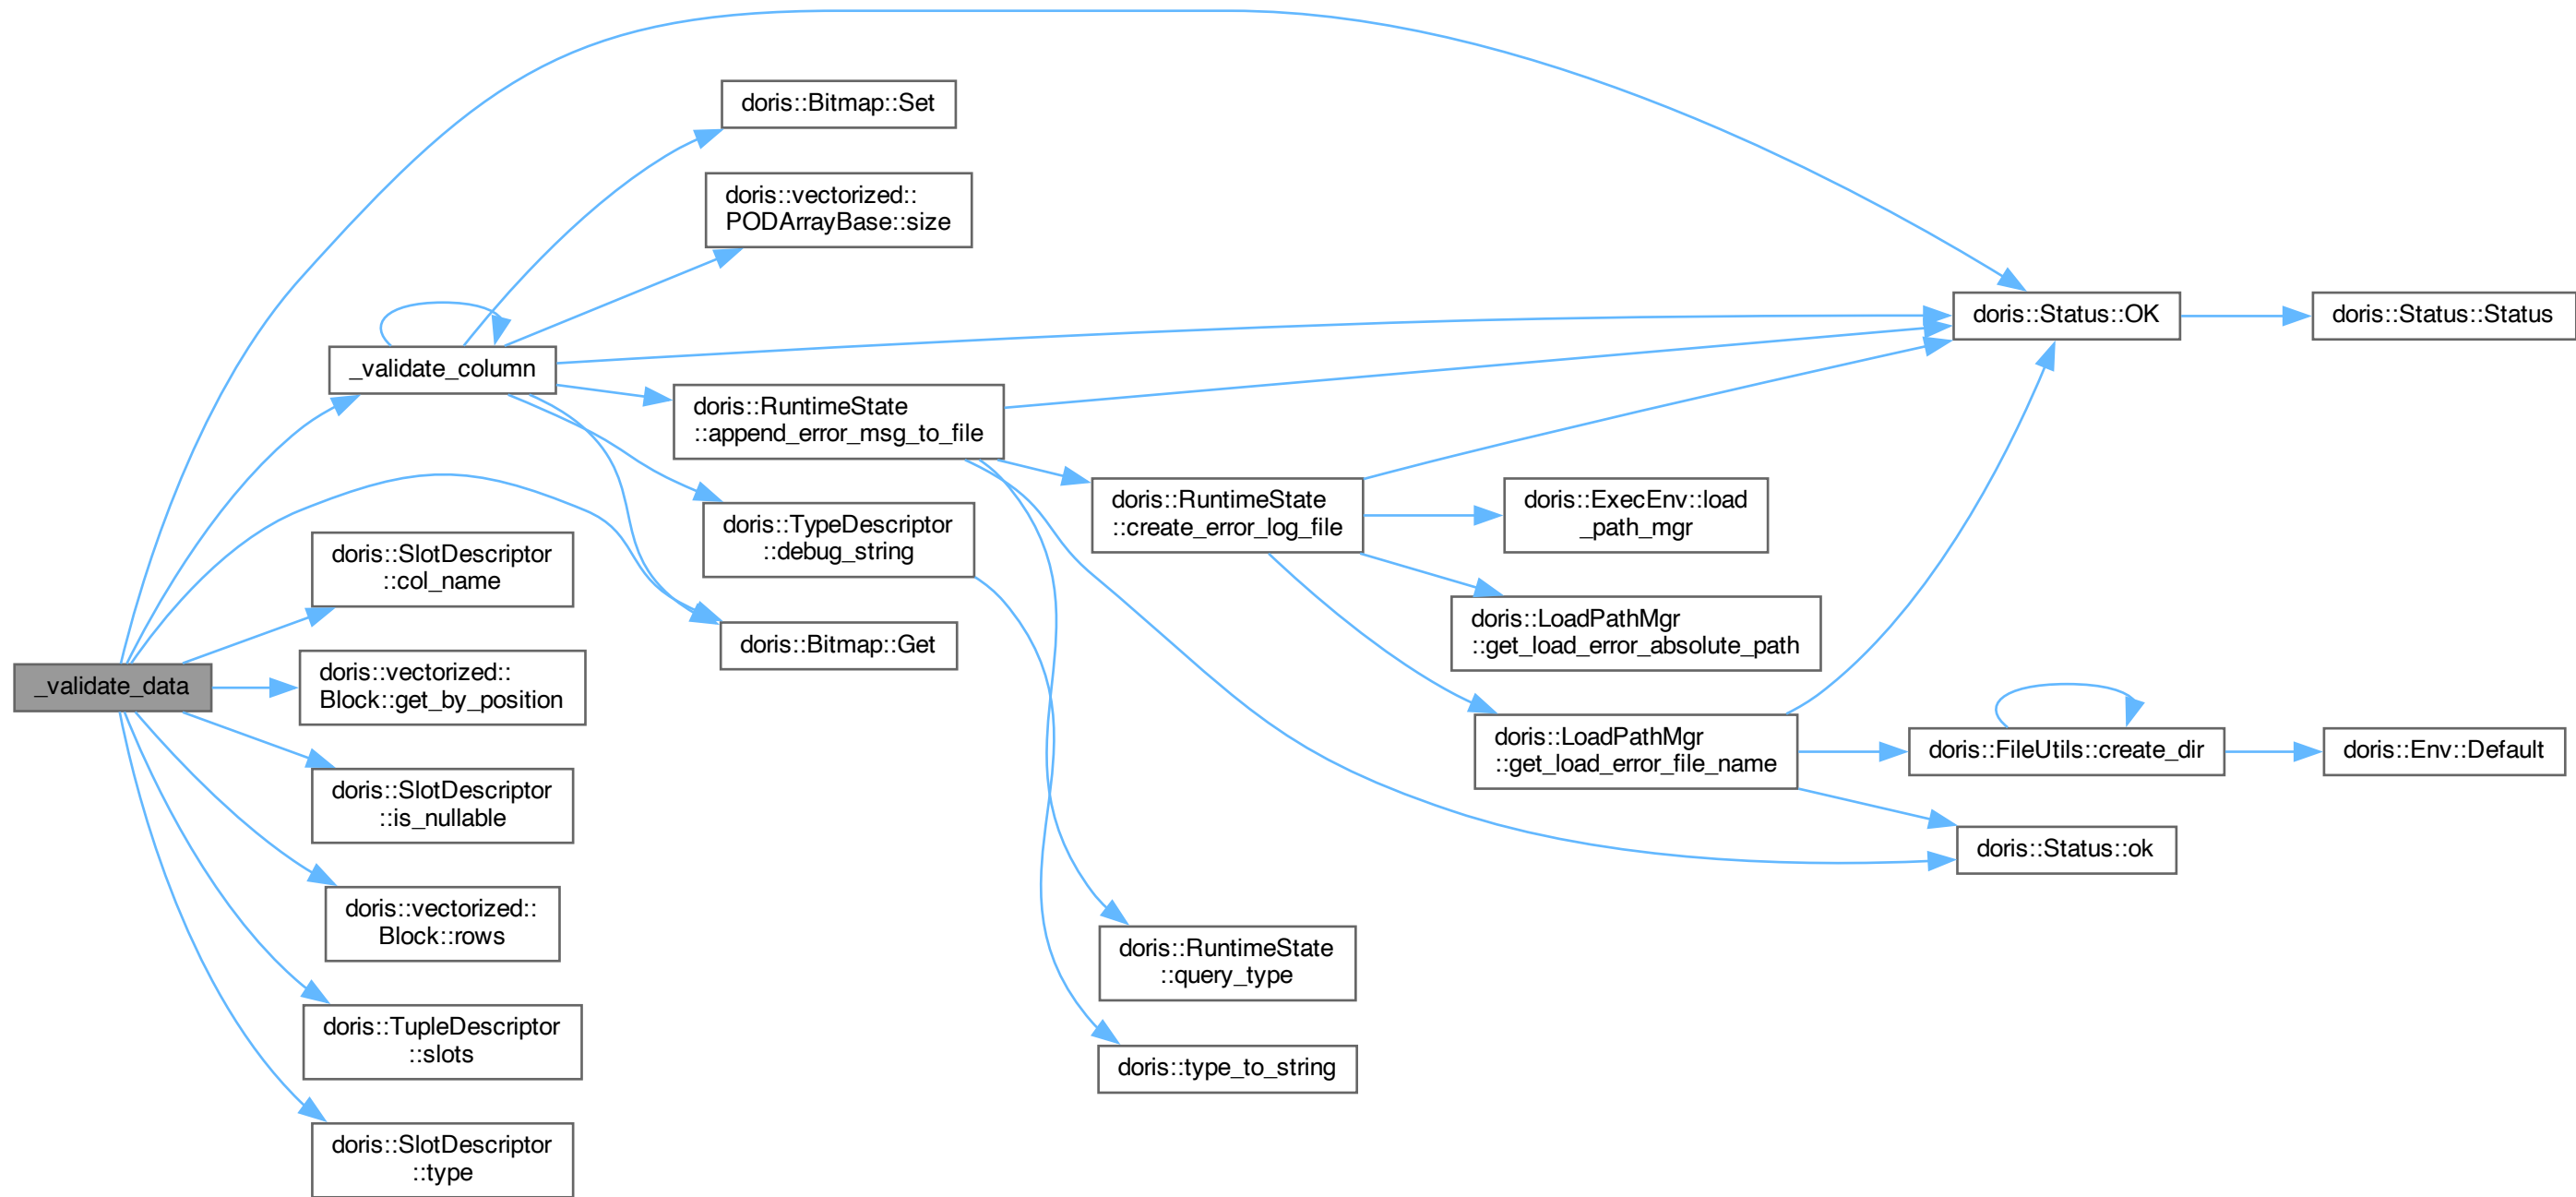 _validate_data
_validate_column
doris::SlotDescriptor
::col_name
doris::vectorized::
Block::get_by_position
doris::SlotDescriptor
::is_nullable
doris::vectorized::
Block::rows
doris::TupleDescriptor
::slots
doris::SlotDescriptor
::type
doris::Bitmap::Set
doris::vectorized::
PODArrayBase::size
doris::RuntimeState
::append_error_msg_to_file
doris::TypeDescriptor
::debug_string
doris::Bitmap::Get
doris::RuntimeState
::create_error_log_file
doris::RuntimeState
::query_type
doris::type_to_string
doris::ExecEnv::load
_path_mgr
doris::LoadPathMgr
::get_load_error_absolute_path
doris::LoadPathMgr
::get_load_error_file_name
doris::Status::OK
doris::FileUtils::create_dir
doris::Status::ok
doris::Status::Status
doris::Env::Default